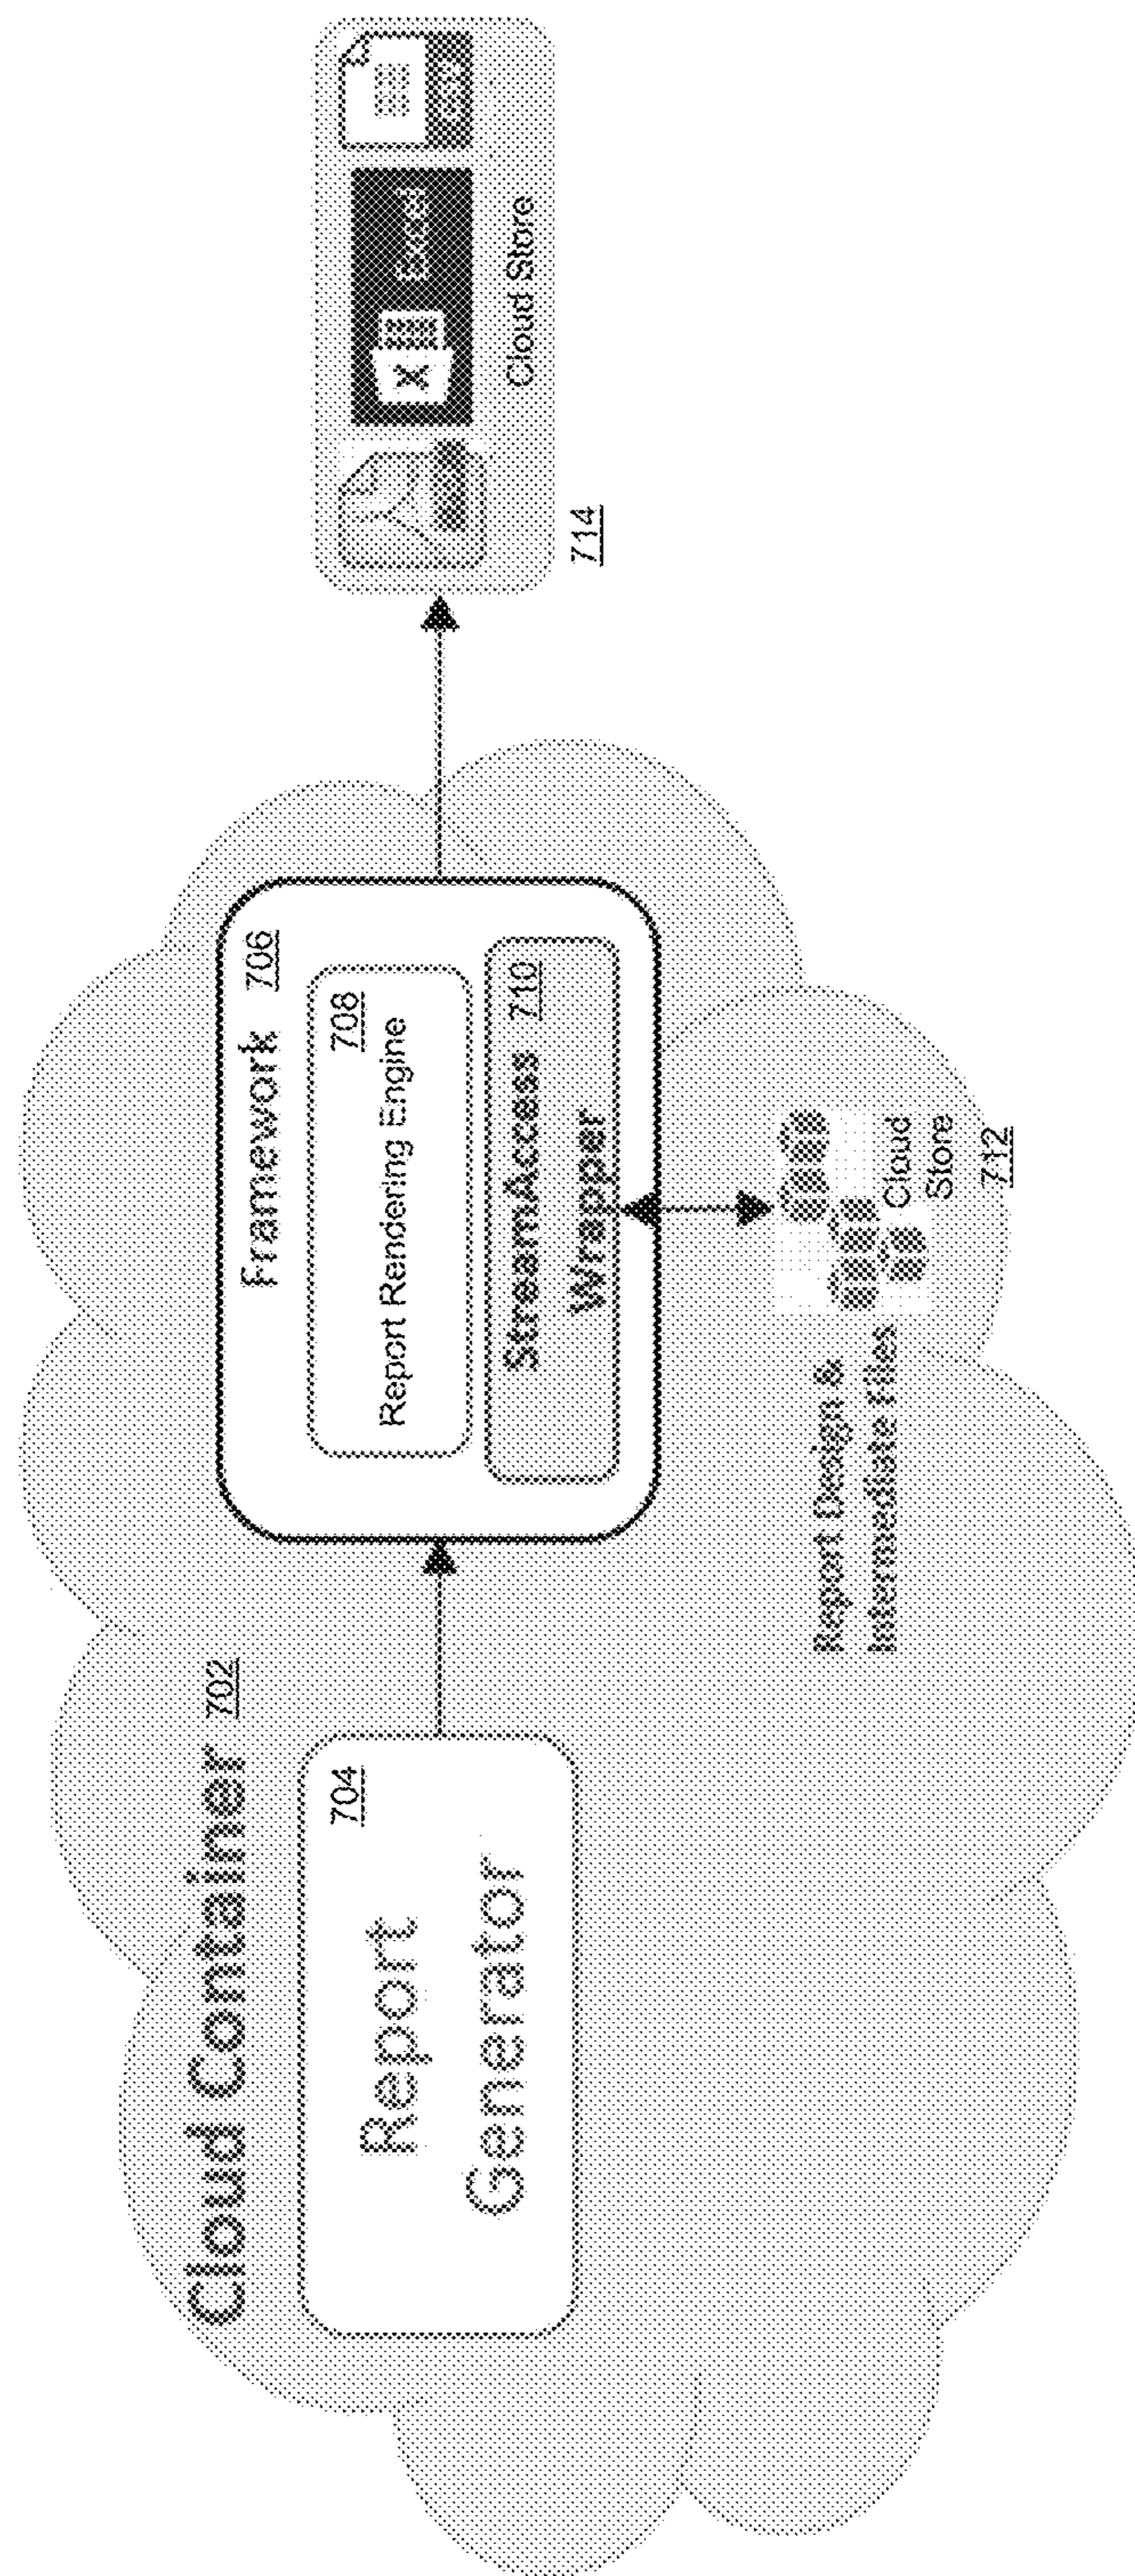 Cloud Container 702
704
Report
Generator
Framework 706
708
Report Rendering Engine
StreamAccess 710
Wrapper
Report Design &
Intermediate Files
Cloud
Store
712
X Excel
Cloud Store
714